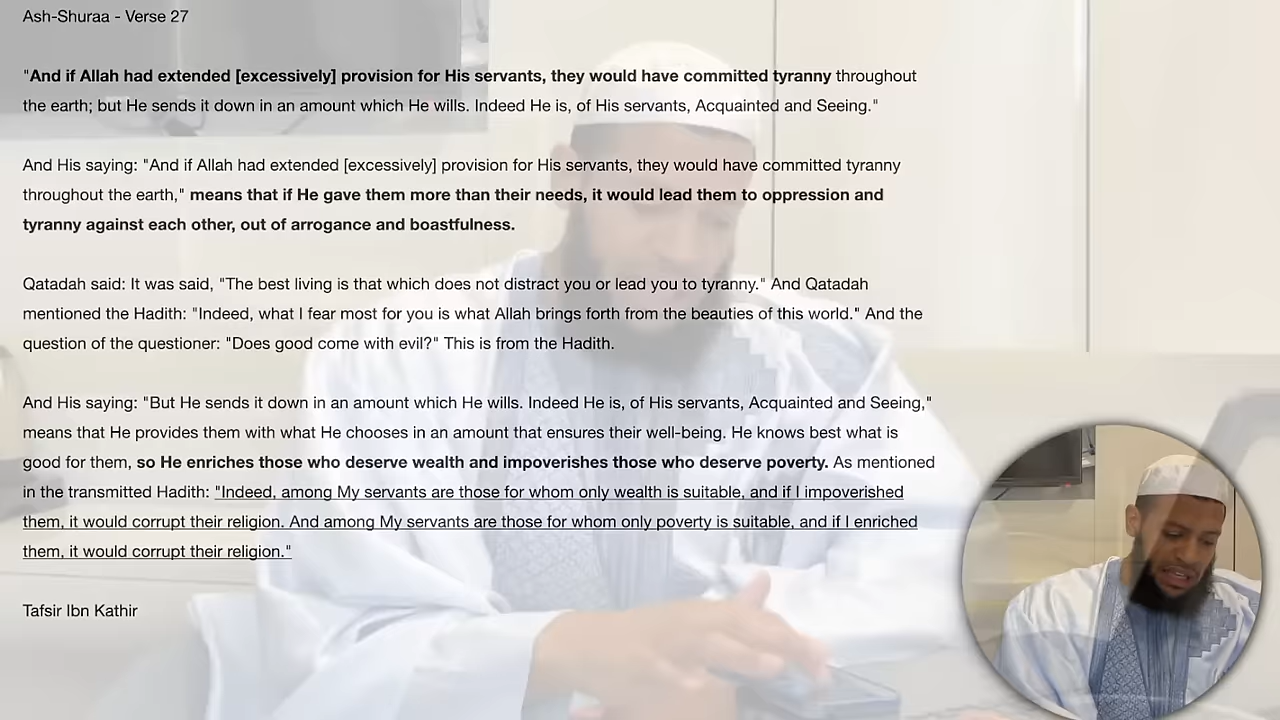 Ash-Shuraa - Verse 27
"And if Allah had extended [excessively] provision for His servants, they would have committed tyranny throughout
the earth; but He sends it down in an amount which He wills. Indeed He is, of His servants, Acquainted and Seeing."
And His saying: "And if Allah had extended [excessively] provision for His servants, they would have committed tyranny
throughout the earth," means that if He gave them more than their needs, it would lead them to oppression and
tyranny against each other, out of arrogance and boastfulness.
Qatadah said: It was said, "The best living is that which does not distract you or lead you to tyranny." And Qatadah
mentioned the Hadith: "Indeed, what I fear most for you is what Allah brings forth from the beauties of this world." And the
question of the questioner: "Does good come with evil?" This is from the Hadith.
And His saying: "But He sends it down in an amount which He wills. Indeed He is, of His servants, Acquainted and Seeing,"
means that He provides them with what He chooses in an amount that ensures their well-being. He knows best what is
good for them, so He enriches those who deserve wealth and impoverishes those who deserve poverty. As mentioned
in the transmitted Hadith: "Indeed, among My servants are those for whom only wealth is suitable, and if I impoverished
them, it would corrupt their religion. And among My servants are those for whom only poverty is suitable, and if I enriched
them, it would corrupt their religion."
Tafsir Ibn Kathir